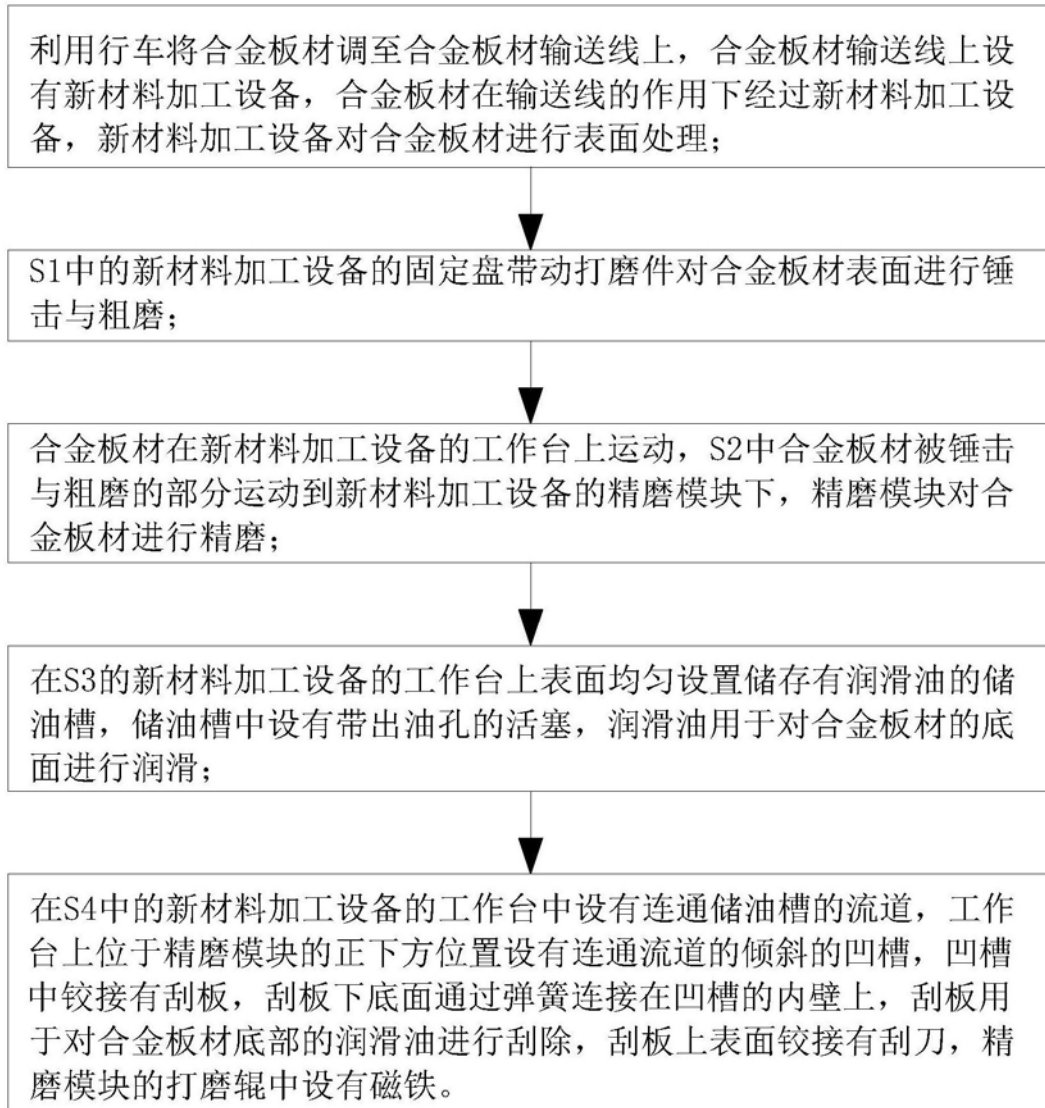 利用行车将合金板材调至合金板材输送线上，合金板材输送线上设
有新材料加工设备，合金板材在输送线的作用下经过新材料加工设
备，新材料加工设备对合金板材进行表面处理；
S1中的新材料加工设备的固定盘带动打磨件对合金板材表面进行锤
击与粗磨；
合金板材在新材料加工设备的工作台上运动，S2中合金板材被锤击
与粗磨的部分运动到新材料加工设备的精磨模块下，精磨模块对合
金板材进行精磨；
在S3的新材料加工设备的工作台上表面均匀设置储存有润滑油的储
油槽，储油槽中设有带出油孔的活塞，润滑油用于对合金板材的底
面进行润滑；
在S4中的新材料加工设备的工作台中设有连通储油槽的流道，工作
台上位于精磨模块的正下方位置设有连通流道的倾斜的凹槽，凹槽
中铰接有刮板，刮板下底面通过弹簧连接在凹槽的内壁上，刮板用
于对合金板材底部的润滑油进行刮除，刮板上表面铰接有刮刀，精
磨模块的打磨辊中设有磁铁。